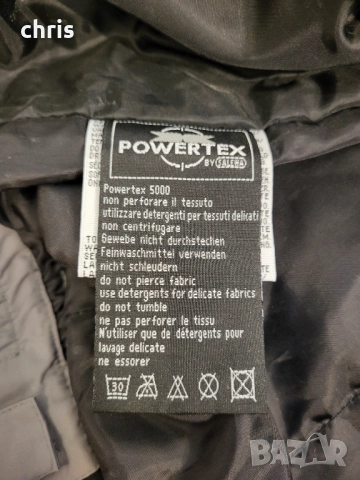 chris
POWERTEX
BY
Powertex 5000
non perforare il tessuto
utilizzare detergenti per tessuti delicati
non centrifugare
Gewebe nicht durchstechen
Feinwaschmittel verwenden
nicht schleudern
do not pierce fabric
use detergents for delicate fabrics
do not tumble
ne pas perforer le tissu
N'utiliser que de détergents pour
lavage delicate
ne essorer
30
BAZAR